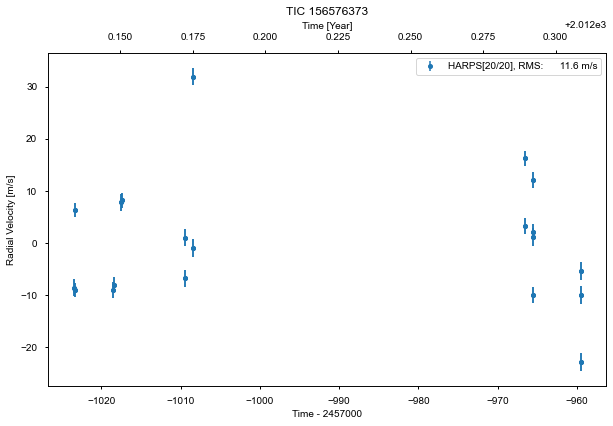 TIC 156576373
Time [Year]
0.150 0.175 0.200 0.225 0.250 0.275 0.300
+2.012e3
HARPS[20/20], RMS: 11.6 m/s
30
20
10
0
−10
−20
Radial Velocity [m/s]
−1020 −1010 −1000 −990 −980 −970 −960
Time - 2457000